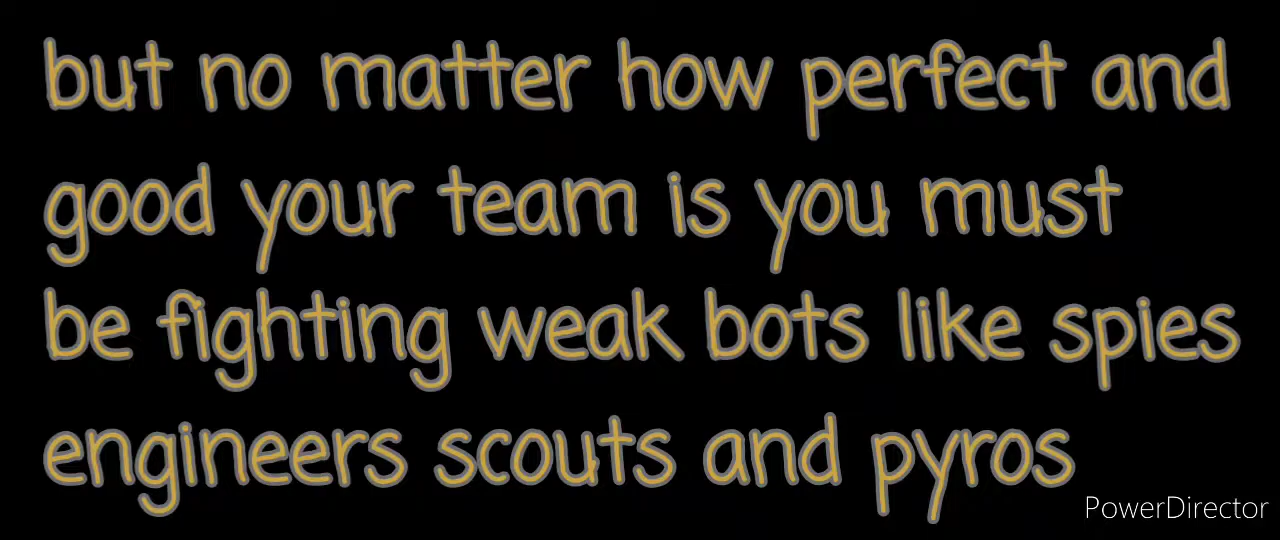 but no matter how perfect and
good your team is you must
be fighting weak bots like spies
engineers scouts and pyros
PowerDirector